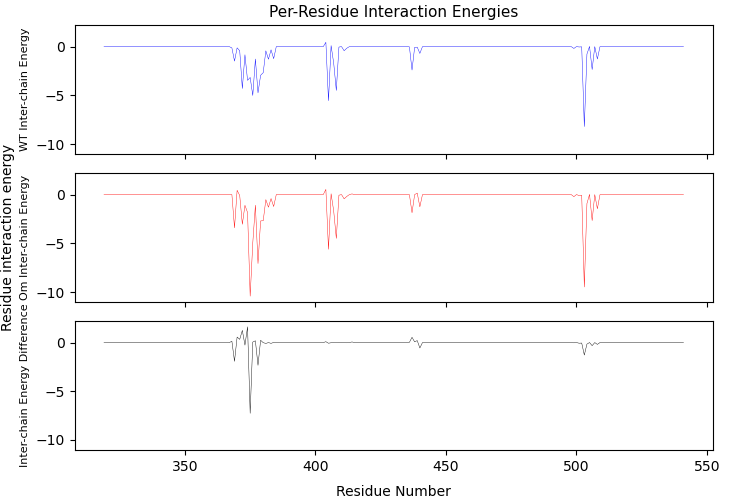 Per-Residue Interaction Energies
Residue interaction energy
WT Inter-chain Energy
0
−5
−10
Om Inter-chain Energy
0
−5
−10
Inter-chain Energy Difference
0
−5
−10
350
400
450
500
550
Residue Number